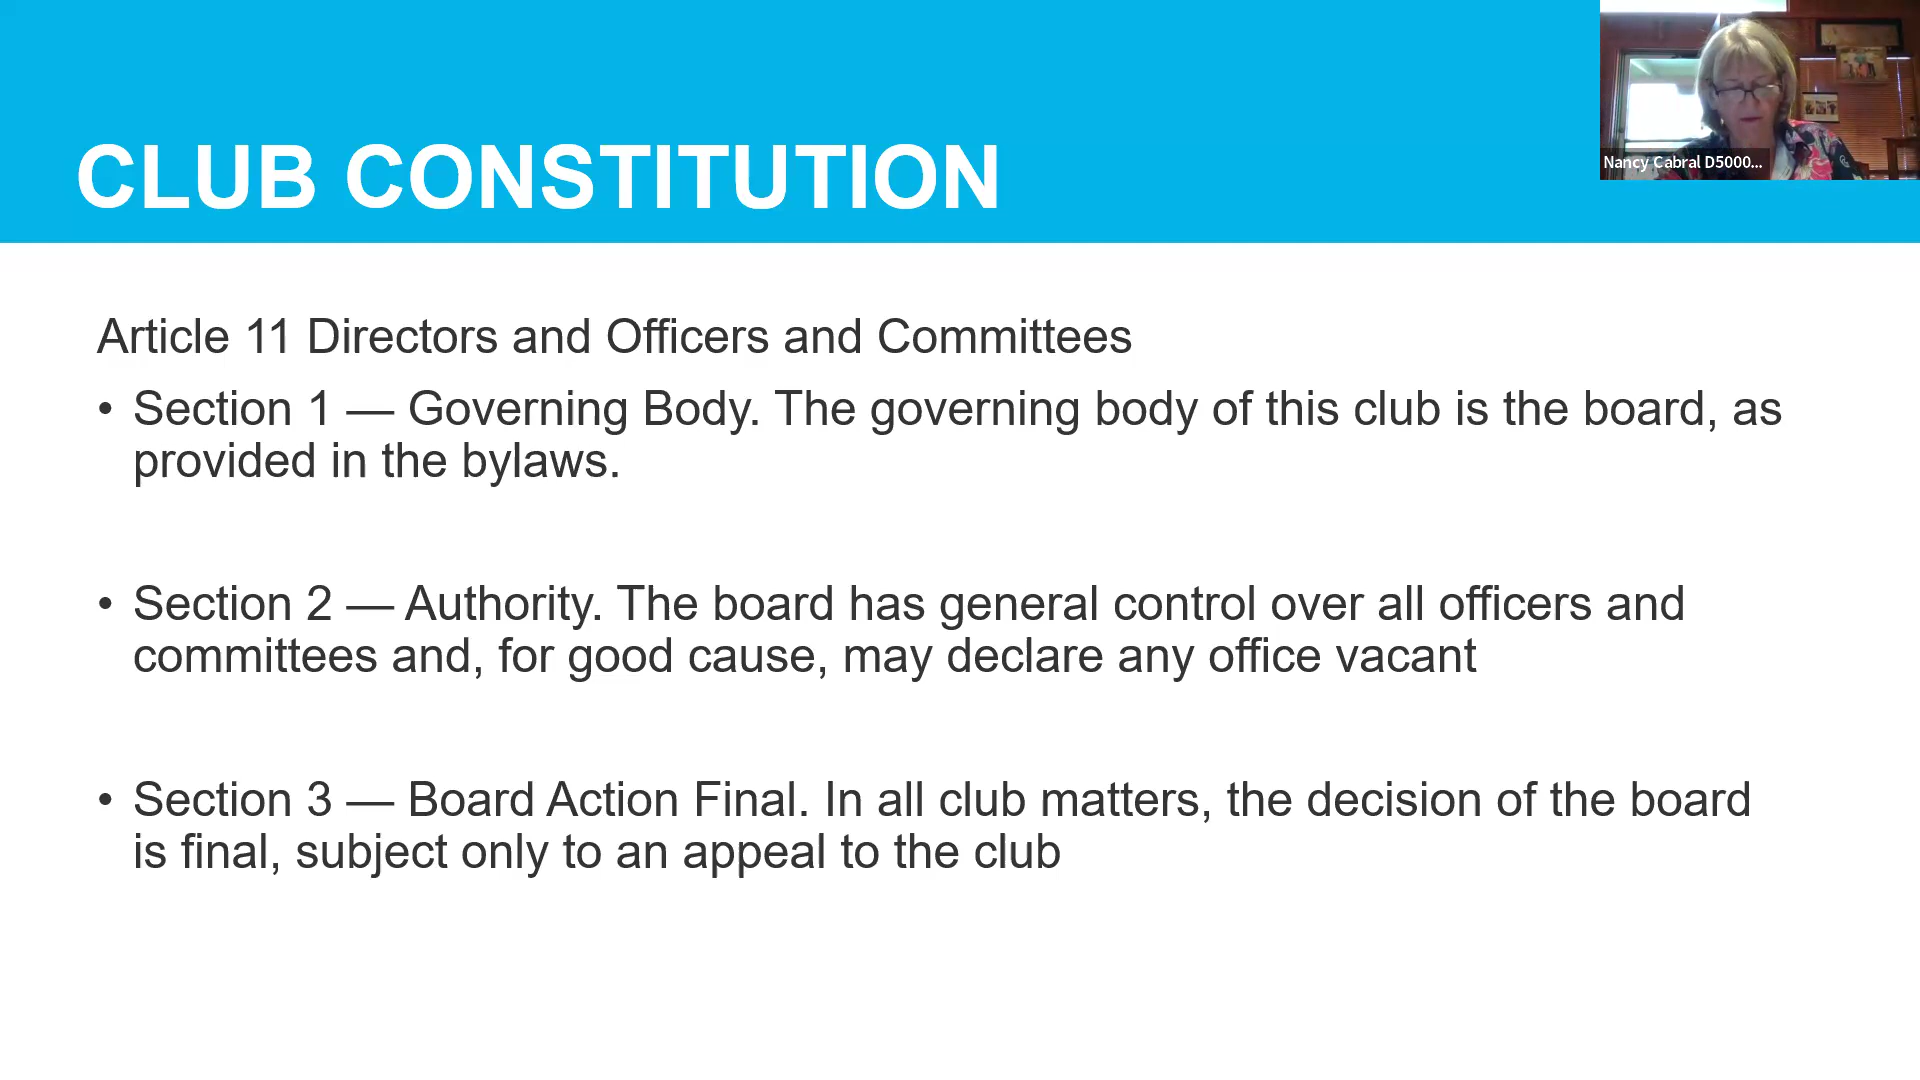 CLUB CONSTITUTION
Nancy Cabral D5000...
Article 11 Directors and Officers and Committees
• Section 1 — Governing Body. The governing body of this club is the board, as
provided in the bylaws.
• Section 2 — Authority. The board has general control over all officers and
committees and, for good cause, may declare any office vacant
• Section 3 — Board Action Final. In all club matters, the decision of the board
is final, subject only to an appeal to the club